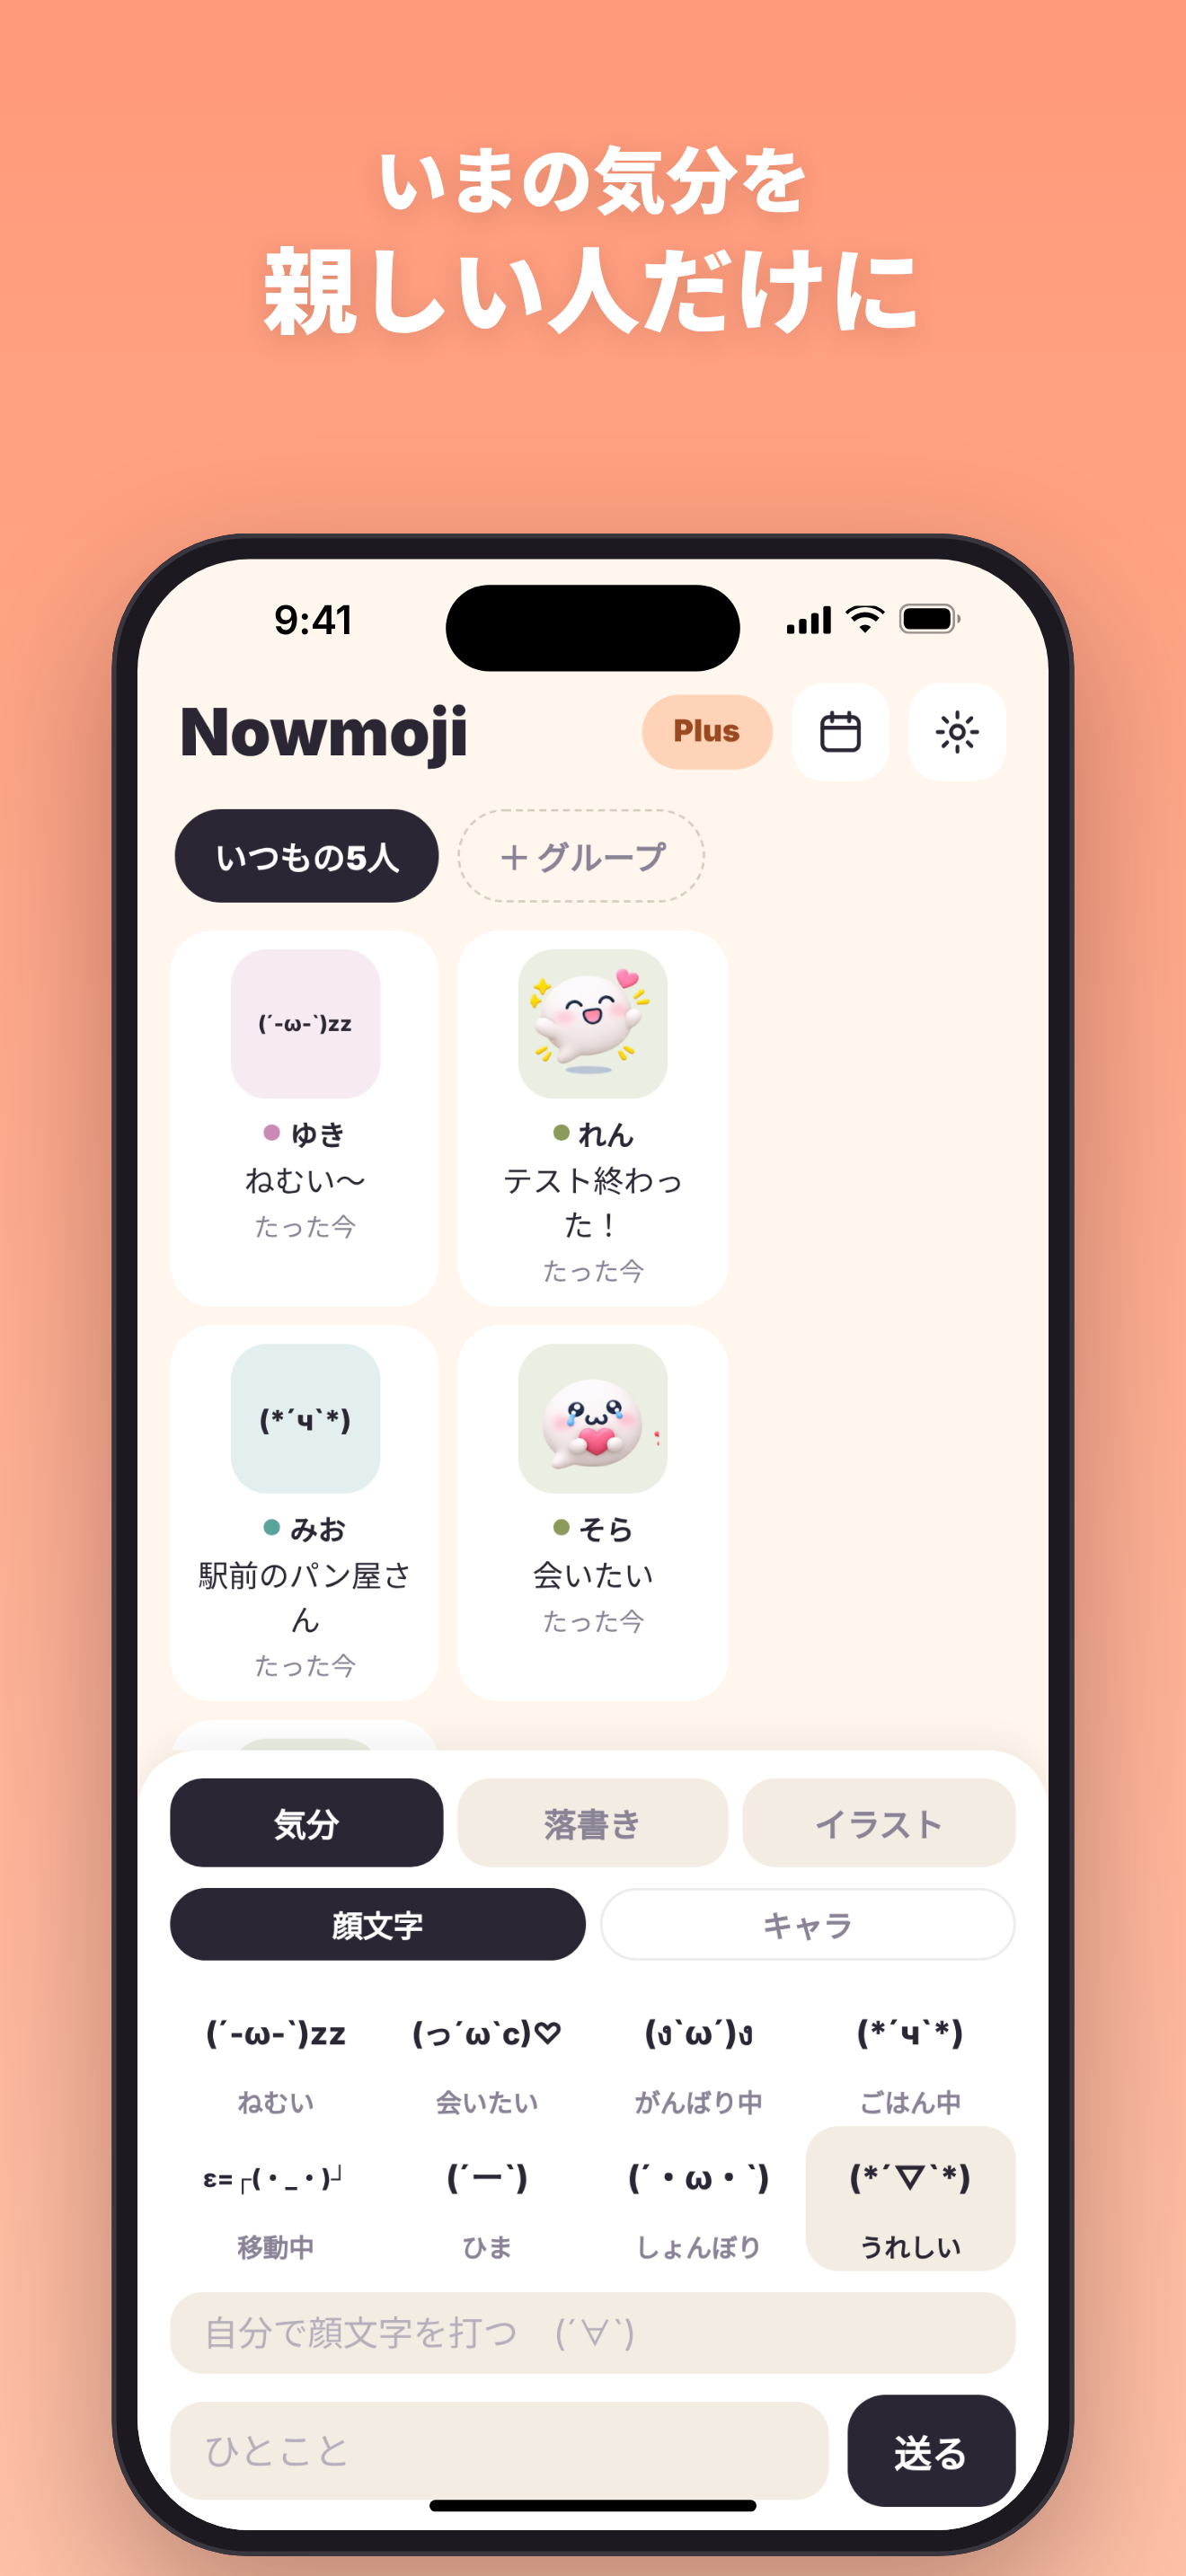 いまの気分を
親しい人だけに
9:41
Nowmoji
Plus
いつもの5人
＋ グループ
(´-ω-`)zz
ゆき
ねむい〜
たった今
れん
テスト終わっ
た！
たった今
(*´ч`*)
みお
駅前のパン屋さ
ん
たった今
そら
会いたい
たった今
気分
落書き
イラスト
顔文字
キャラ
(´-ω-`)zz
(っ´ω`c)♡
(ง`ω´)ง
(*´ч`*)
ねむい
会いたい
がんばり中
ごはん中
ε=┌(・_・)┘
(´ー`)
(´・ω・`)
(*´▽`*)
移動中
ひま
しょんぼり
うれしい
自分で顔文字を打つ　(´∀`)
ひとこと
送る